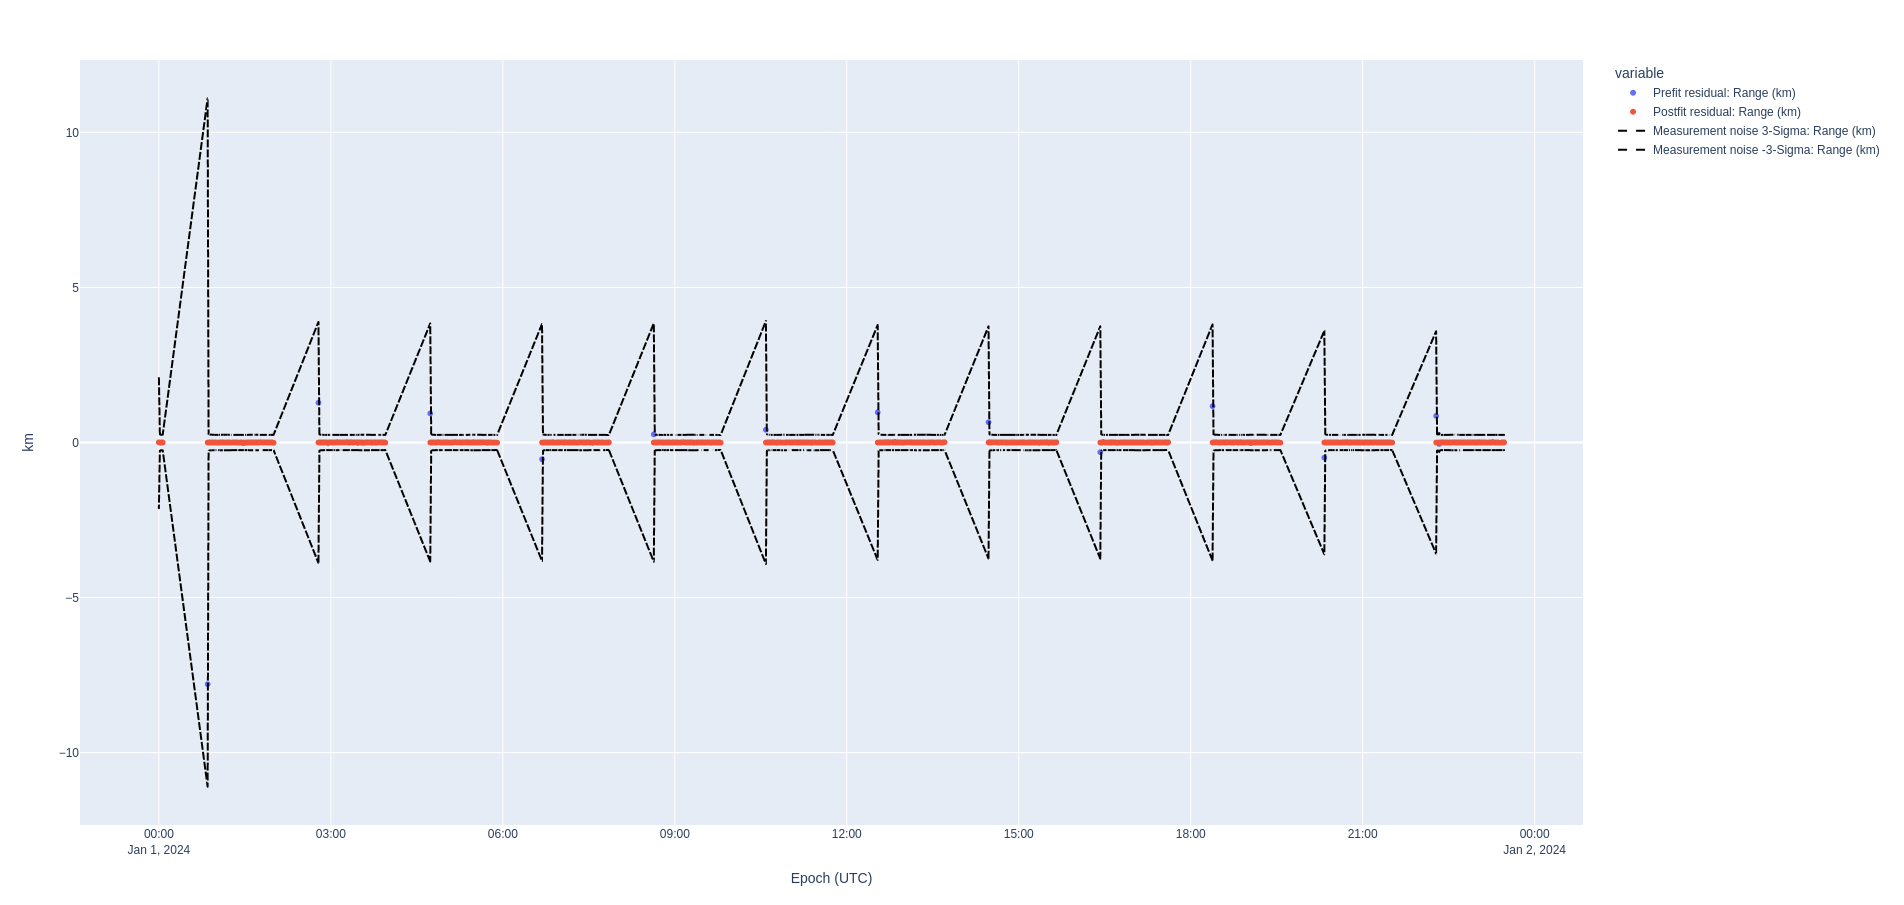 variable
Prefit residual: Range (km)
Postfit residual: Range (km)
Measurement noise 3-Sigma: Range (km)
Measurement noise -3-Sigma: Range (km)
10
5
0
−5
−10
km
00:00
03:00
06:00
09:00
12:00
15:00
18:00
21:00
00:00
Jan 1, 2024
Jan 2, 2024
Epoch (UTC)